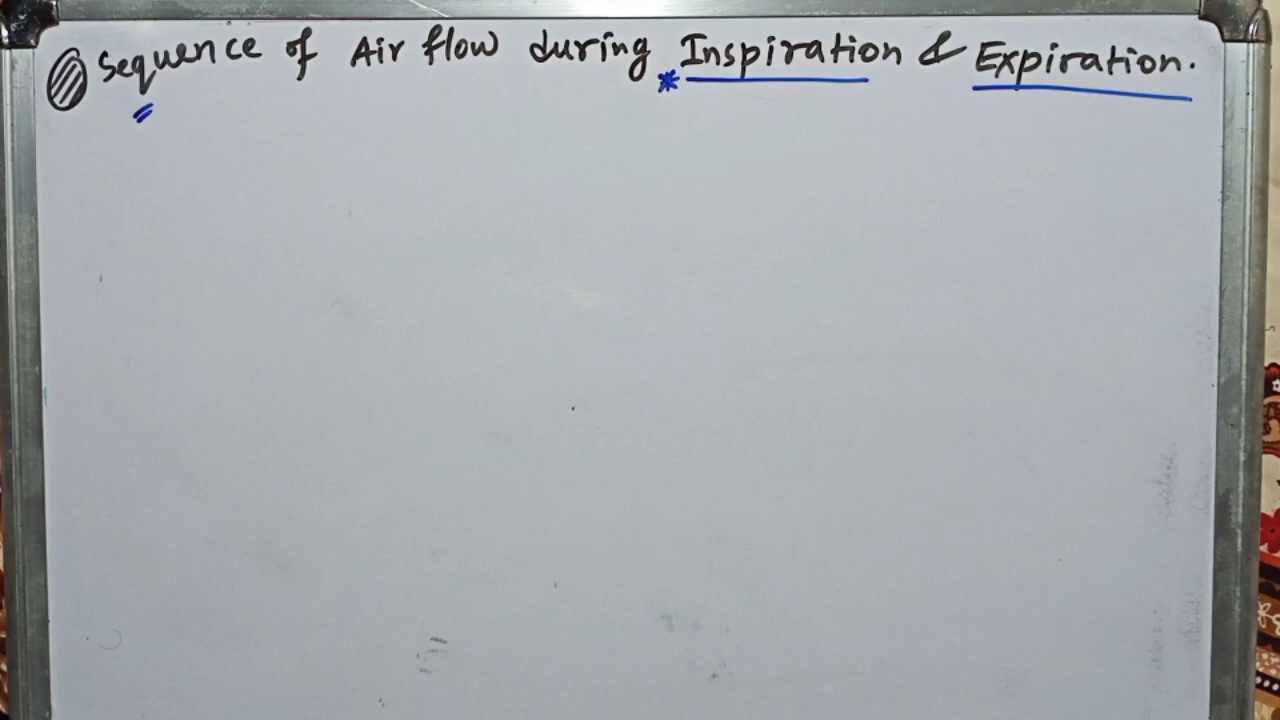 Sequence of Air flow during * Inspiration & Expiration.